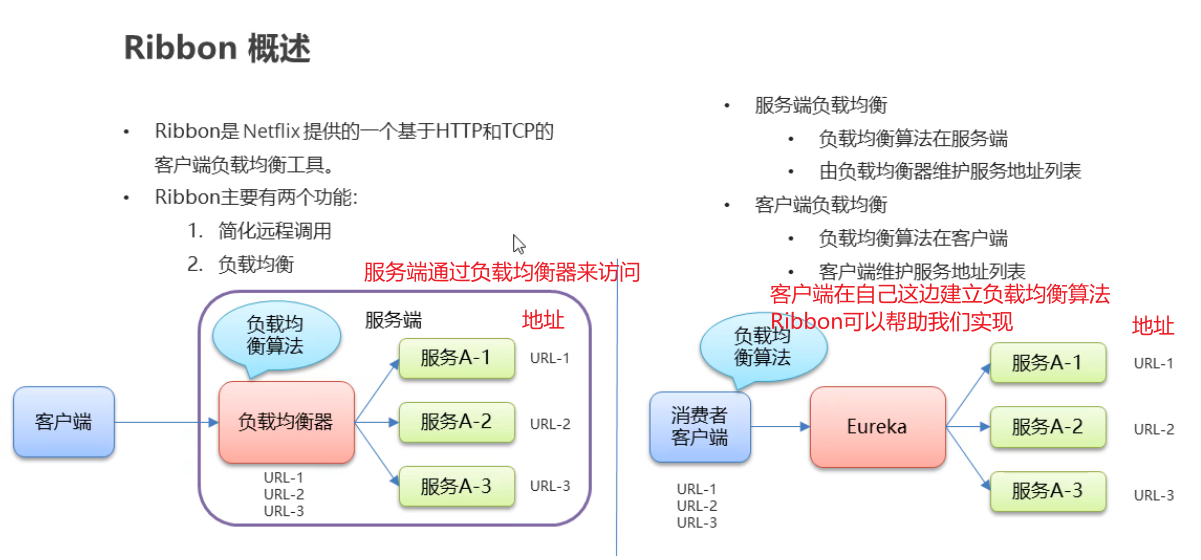 Ribbon 概述
• Ribbon是 Netflix 提供的一个基于HTTP和TCP的
客户端负载均衡工具。
• Ribbon主要有两个功能：
1. 简化远程调用
2. 负载均衡
服务端通过负载均衡器来访问
负载均
衡算法
服务端
地址
客户端
负载均衡器
URL-1
URL-2
URL-3
服务A-1
URL-1
服务A-2
URL-2
服务A-3
URL-3
• 服务端负载均衡
• 负载均衡算法在服务端
• 由负载均衡器维护服务地址列表
• 客户端负载均衡
• 负载均衡算法在客户端
• 客户端维护服务地址列表
客户端在自己这边建立负载均衡算法
Ribbon可以帮助我们实现
地址
负载均
衡算法
消费者
客户端
URL-1
URL-2
URL-3
Eureka
服务A-1
URL-1
服务A-2
URL-2
服务A-3
URL-3